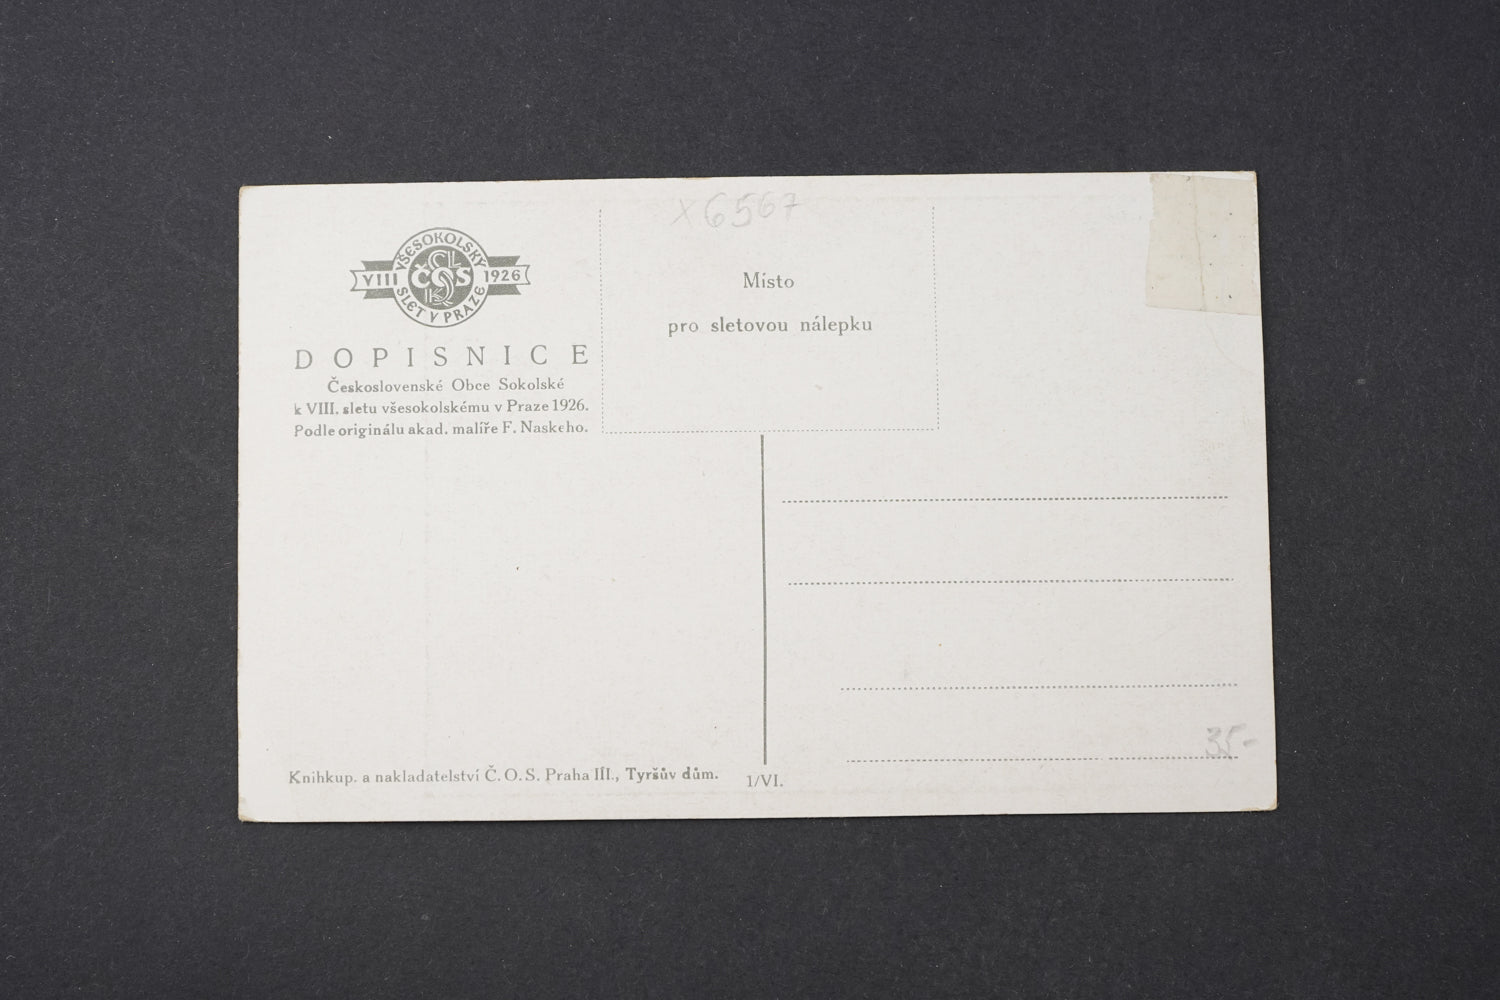 x 6567
VŠESOKOLSKÝ
VIII ČOS 1926
SLET V PRAZE
DOPISNICE
Československé Obce Sokolské
k VIII. sletu všesokolskému v Praze 1926.
Podle originálu akad. malíře F. Naskeho.
Místo
pro sletovou nálepku
35-
Knihkup. a nakladatelství Č. O. S. Praha III., Tyršův dům.
1/VI.